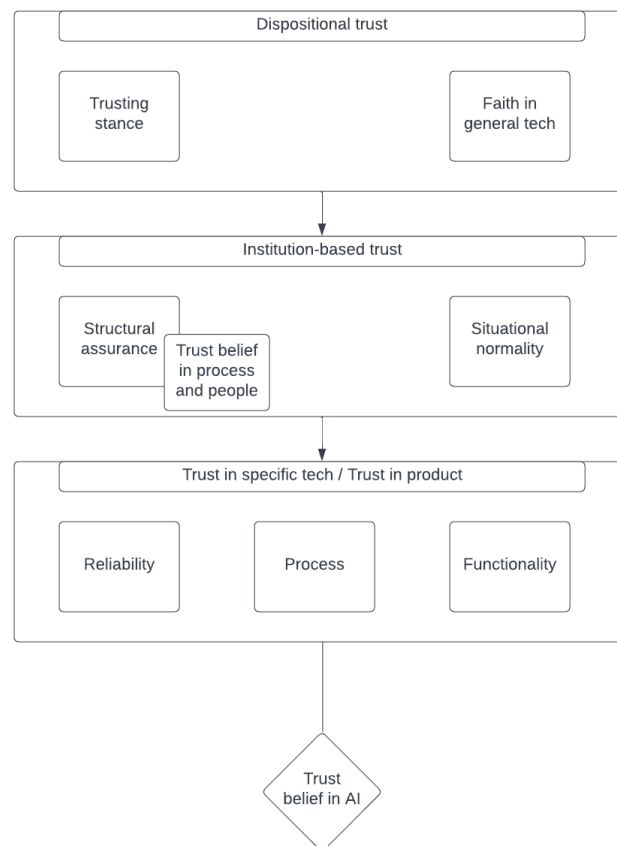 Dispositional trust
Trusting
stance
Faith in
general tech
Institution-based trust
Structural
assurance
Trust belief
in process
and people
Situational
normality
Trust in specific tech / Trust in product
Reliability
Process
Functionality
Trust
belief in AI